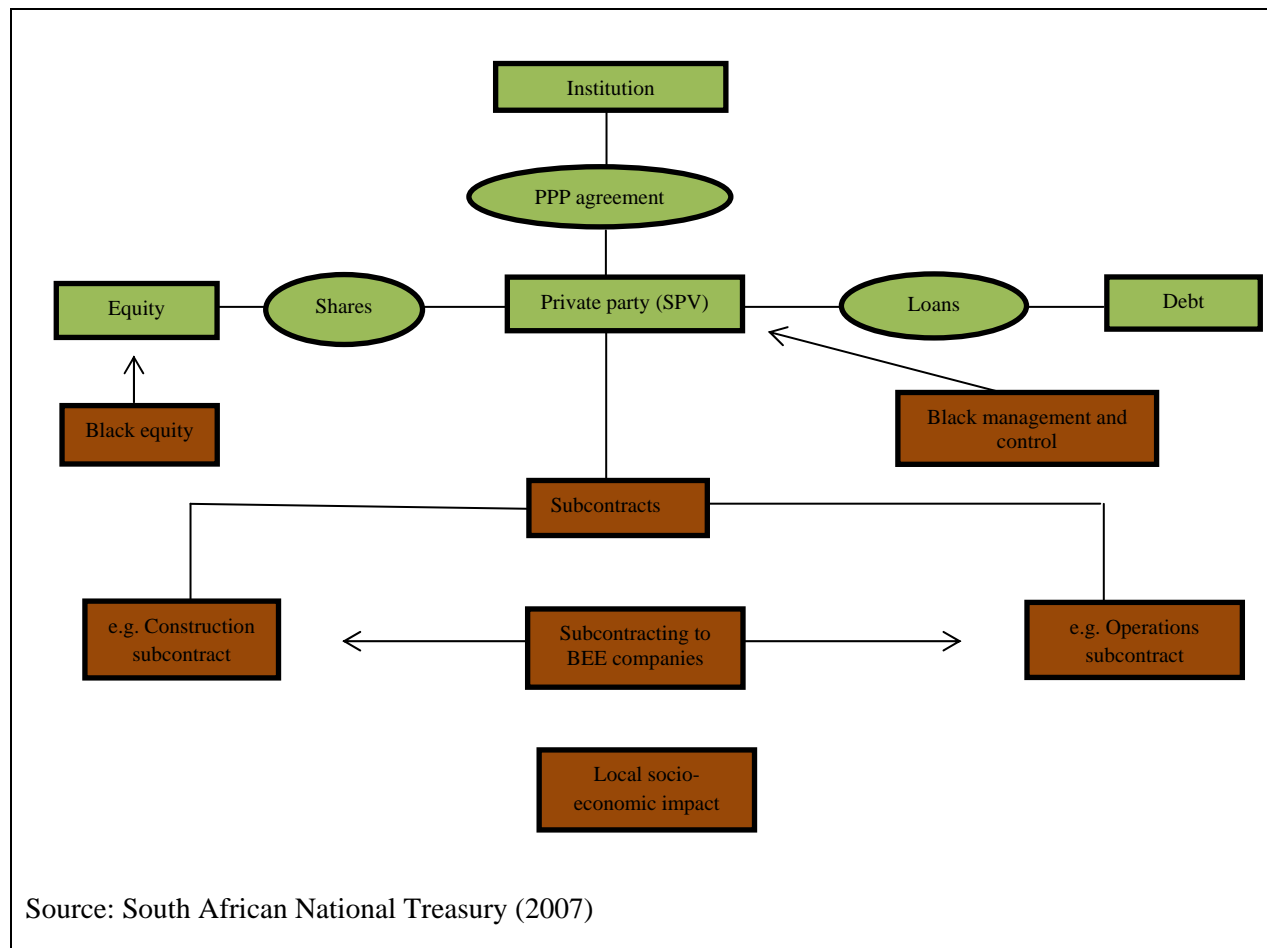 Institution
PPP agreement
Equity
Shares
Private party (SPV)
Loans
Debt
Black equity
Black management and
control
Subcontracts
e.g. Construction
subcontract
Subcontracting to
BEE companies
e.g. Operations
subcontract
Local socio-
economic impact
Source: South African National Treasury (2007)